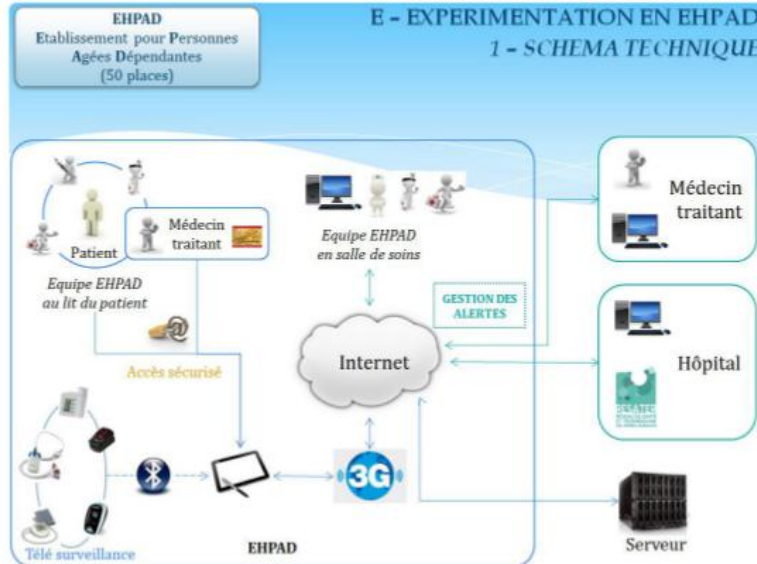 EHPAD
Etablissement pour Personnes
Agées Dépendantes
(50 places)
E – EXPERIMENTATION EN EHPAD
1 – SCHEMA TECHNIQUE
Patient
Médecin
traitant
Equipe EHPAD
au lit du patient
Equipe EHPAD
en salle de soins
Médecin
traitant
GESTION DES
ALERTES
Internet
Hôpital
Accès sécurisé
3G
Télé surveillance
EHPAD
Serveur